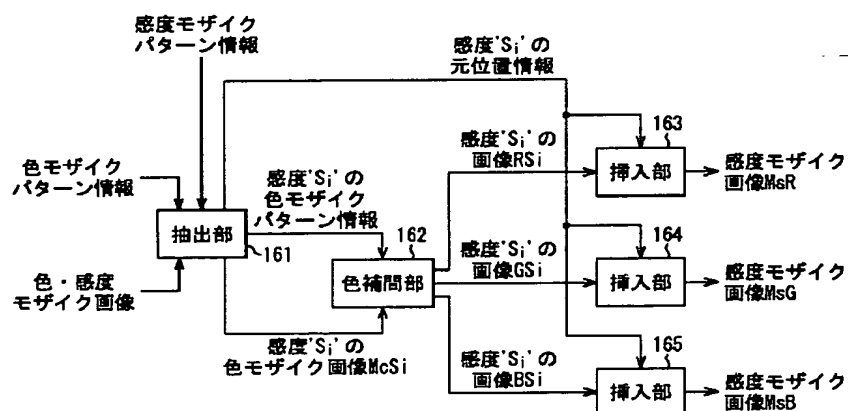 感度モザイク
パターン情報
感度'Si'の
元位置情報
色モザイク
パターン情報
感度'Si'の
色モザイク
パターン情報
感度'Si'の
画像RSi
163
挿入部
感度モザイク
画像MsR
抽出部
161
162
色補間部
感度'Si'の
画像GSi
164
挿入部
感度モザイク
画像MsG
色・感度
モザイク画像
感度'Si'の
色モザイク画像McSi
感度'Si'の
画像BSi
165
挿入部
感度モザイク
画像MsB